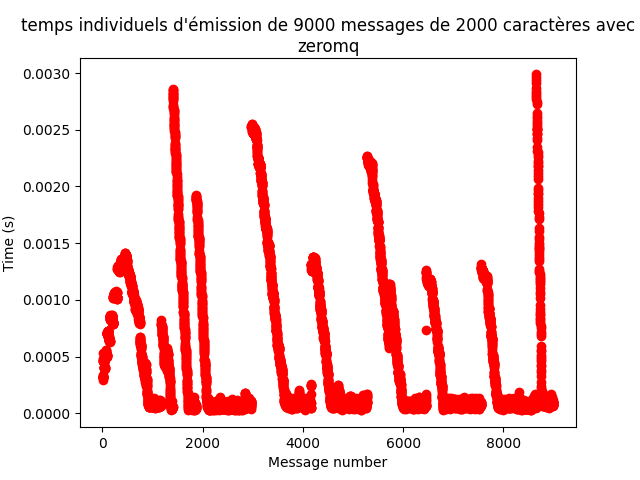 temps individuels d'émission de 9000 messages de 2000 caractères avec
zeromq
0.0030
0.0025
0.0020
0.0015
0.0010
0.0005
0.0000
Time (s)
0 2000 4000 6000 8000
Message number